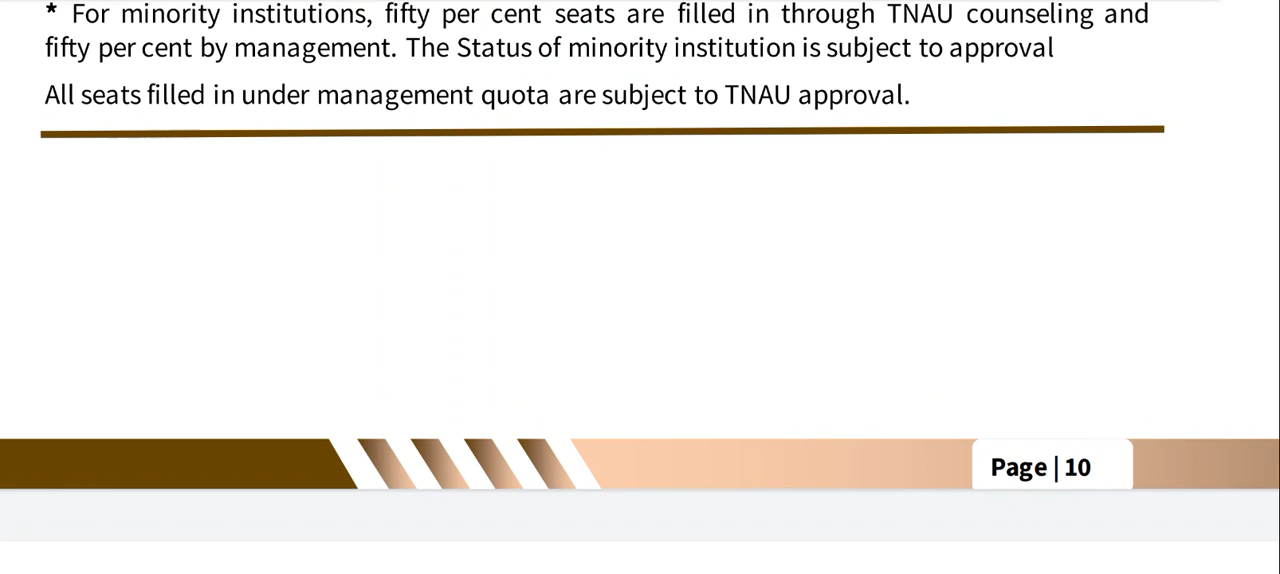 * For minority institutions, fifty per cent seats are filled in through TNAU counseling and
fifty per cent by management. The Status of minority institution is subject to approval
All seats filled in under management quota are subject to TNAU approval.
Page | 10